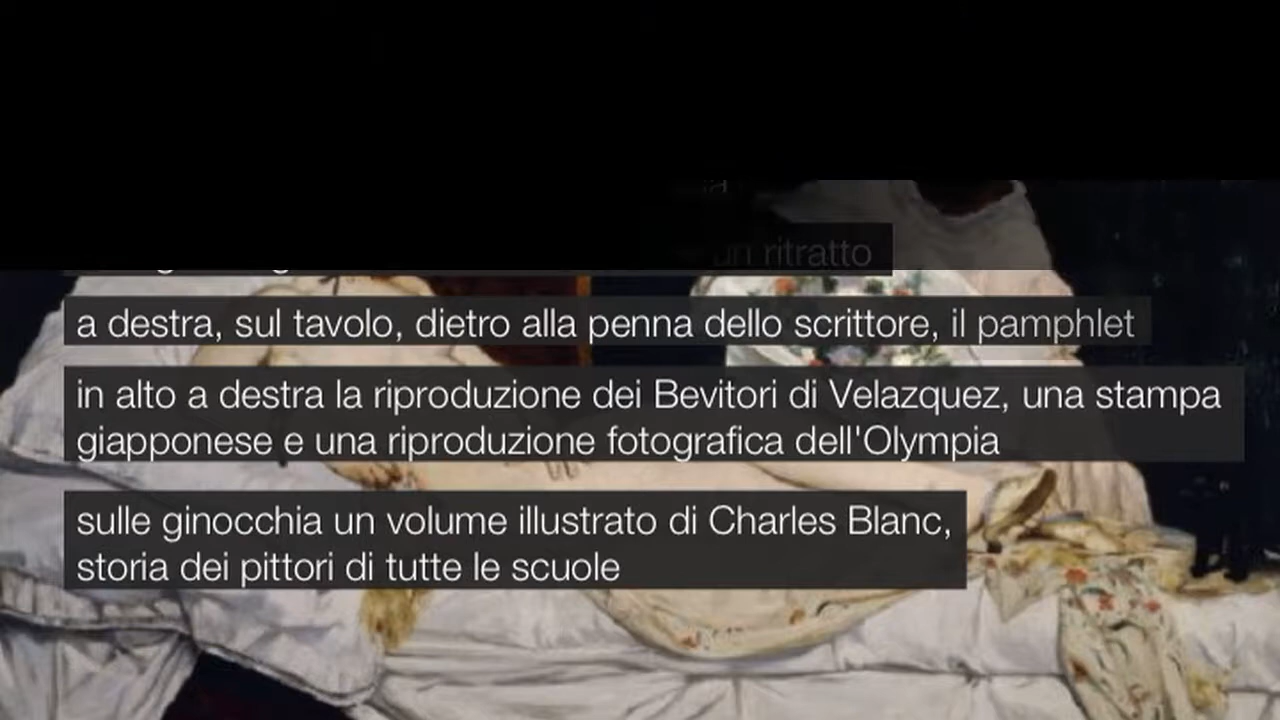 un ritratto
a destra, sul tavolo, dietro alla penna dello scrittore, il pamphlet
in alto a destra la riproduzione dei Bevitori di Velazquez, una stampa
giapponese e una riproduzione fotografica dell'Olympia
sulle ginocchia un volume illustrato di Charles Blanc,
storia dei pittori di tutte le scuole